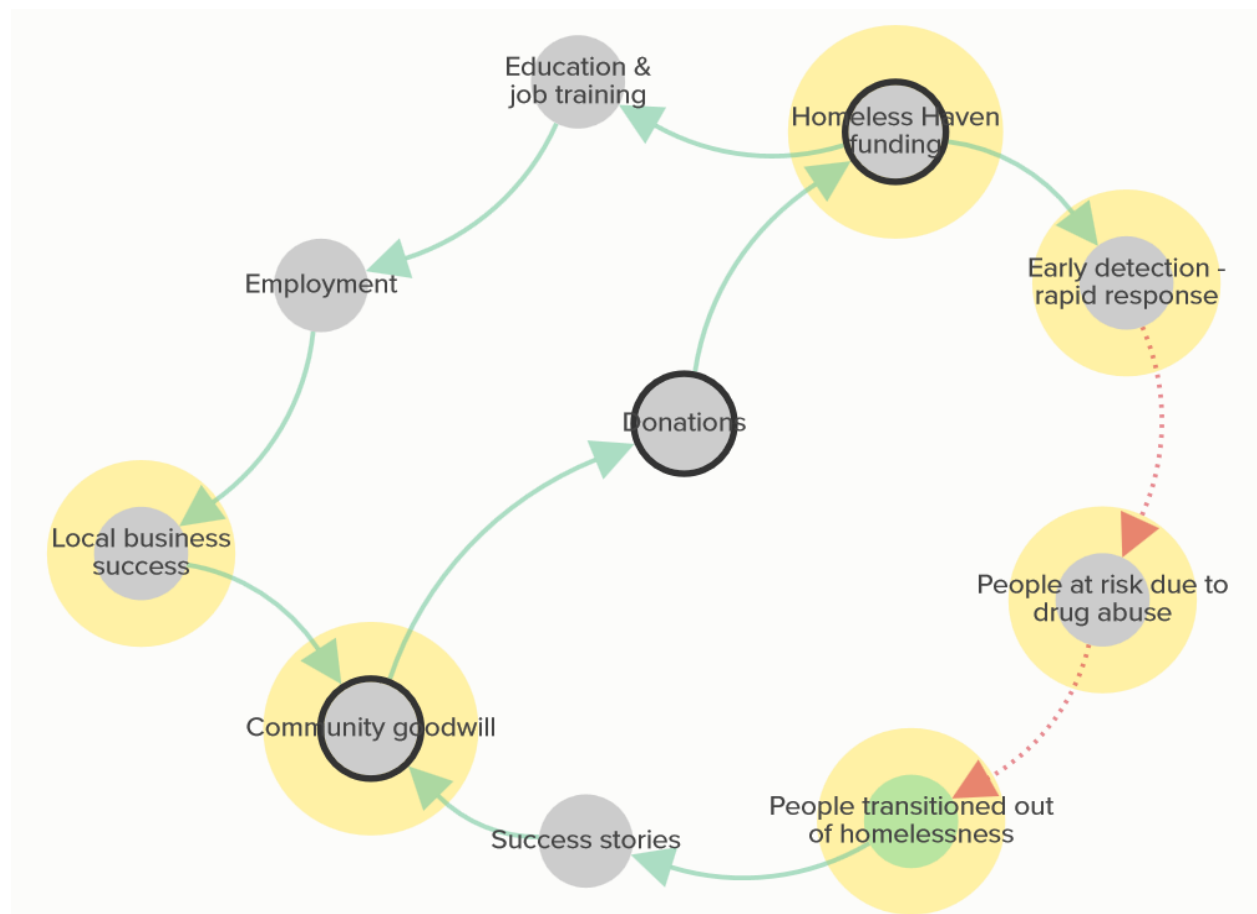 Education &
job training
Homeless Haven
funding
Early detection -
rapid response
Employment
Donations
Local business
success
People at risk due to
drug abuse
Community goodwill
People transitioned out
of homelessness
Success stories